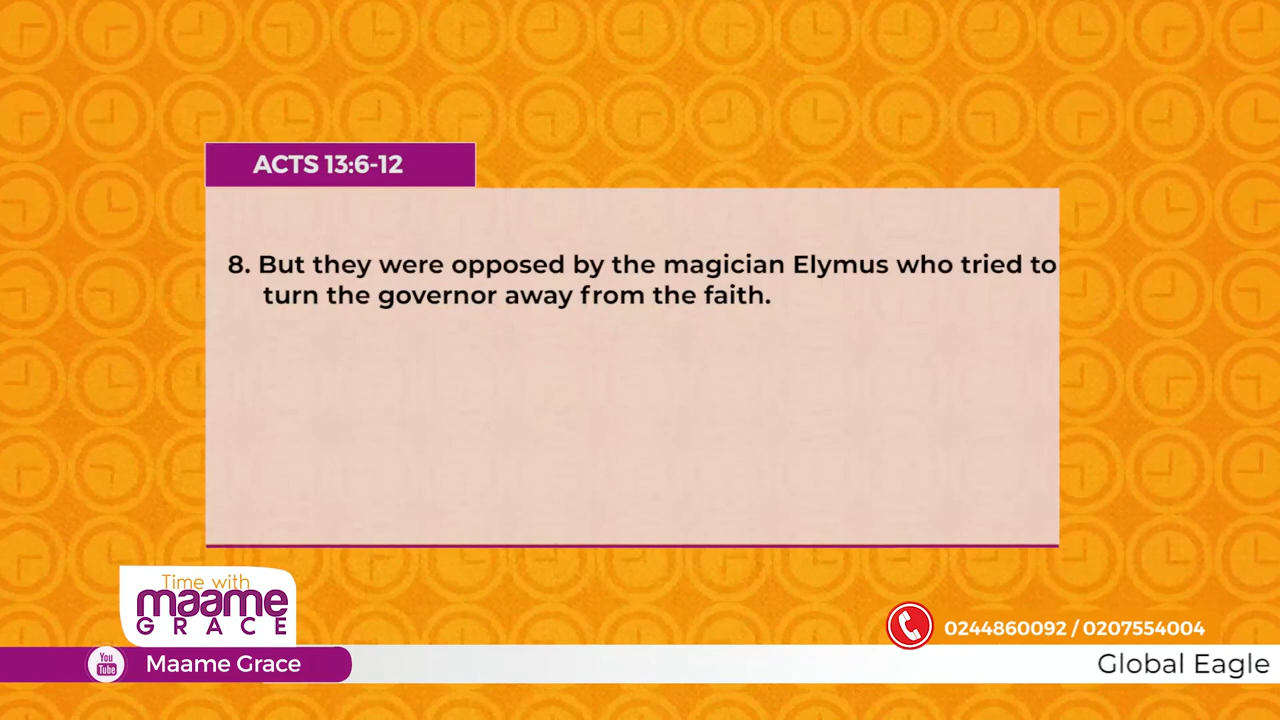 ACTS 13:6-12
8. But they were opposed by the magician Elymus who tried to
turn the governor away from the faith.
Time with
maame
GRACE
You
Tube
Maame Grace
0244860092 / 0207554004
Global Eagle